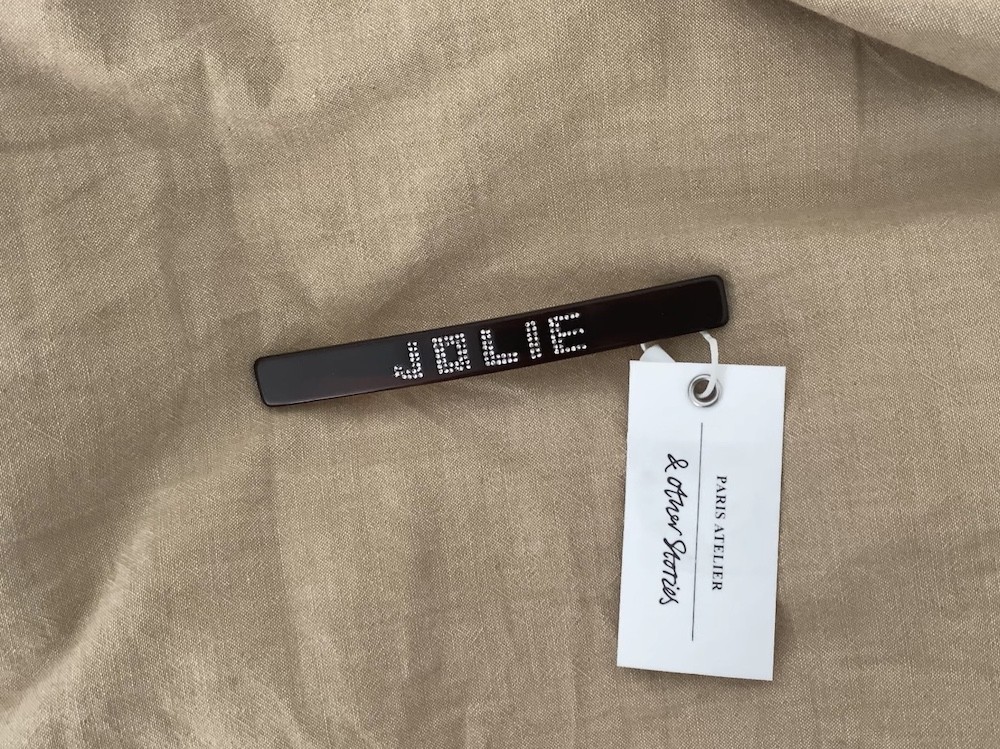 JOLIE
PARIS ATELIER
& other Stories